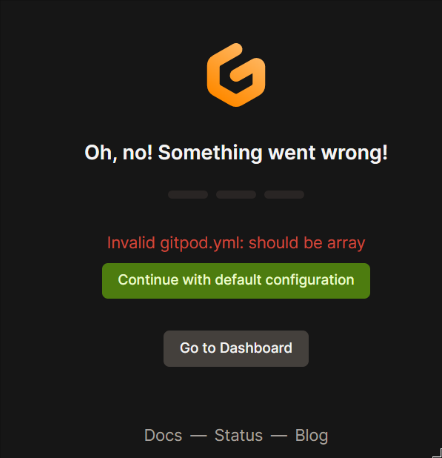 Oh, no! Something went wrong!
Invalid gitpod.yml: should be array
Continue with default configuration
Go to Dashboard
Docs — Status — Blog